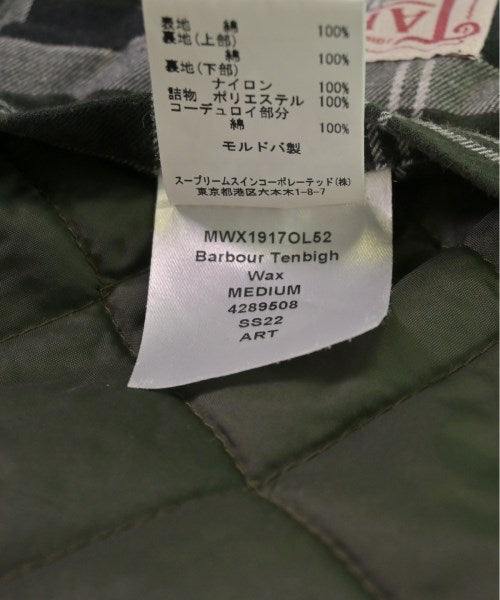 表地 綿 100%
裏地(上部)
綿 100%
裏地(下部)
ナイロン 100%
詰物 ポリエステル 100%
コーデュロイ部分
綿 100%
モルドバ製
スープリームスインコーポレーテッド(株)
東京都港区六本木1-8-7
MWX1917OL52
Barbour Tenbigh
Wax
MEDIUM
4289508
SS22
ART